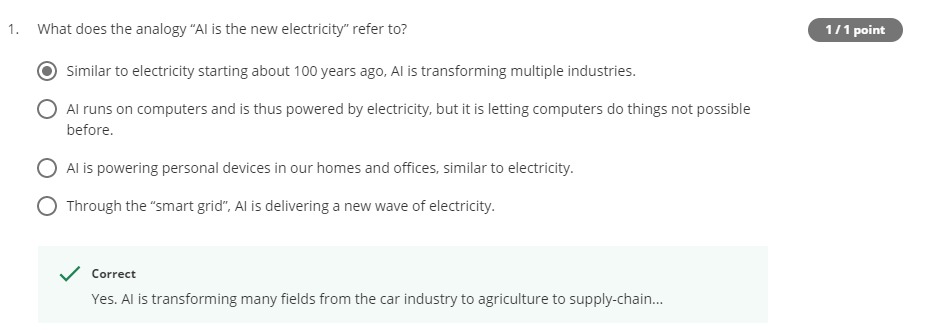 1. What does the analogy “AI is the new electricity” refer to?
1 / 1 point
Similar to electricity starting about 100 years ago, AI is transforming multiple industries.
AI runs on computers and is thus powered by electricity, but it is letting computers do things not possible
before.
AI is powering personal devices in our homes and offices, similar to electricity.
Through the “smart grid”, AI is delivering a new wave of electricity.
Correct
Yes. AI is transforming many fields from the car industry to agriculture to supply-chain...